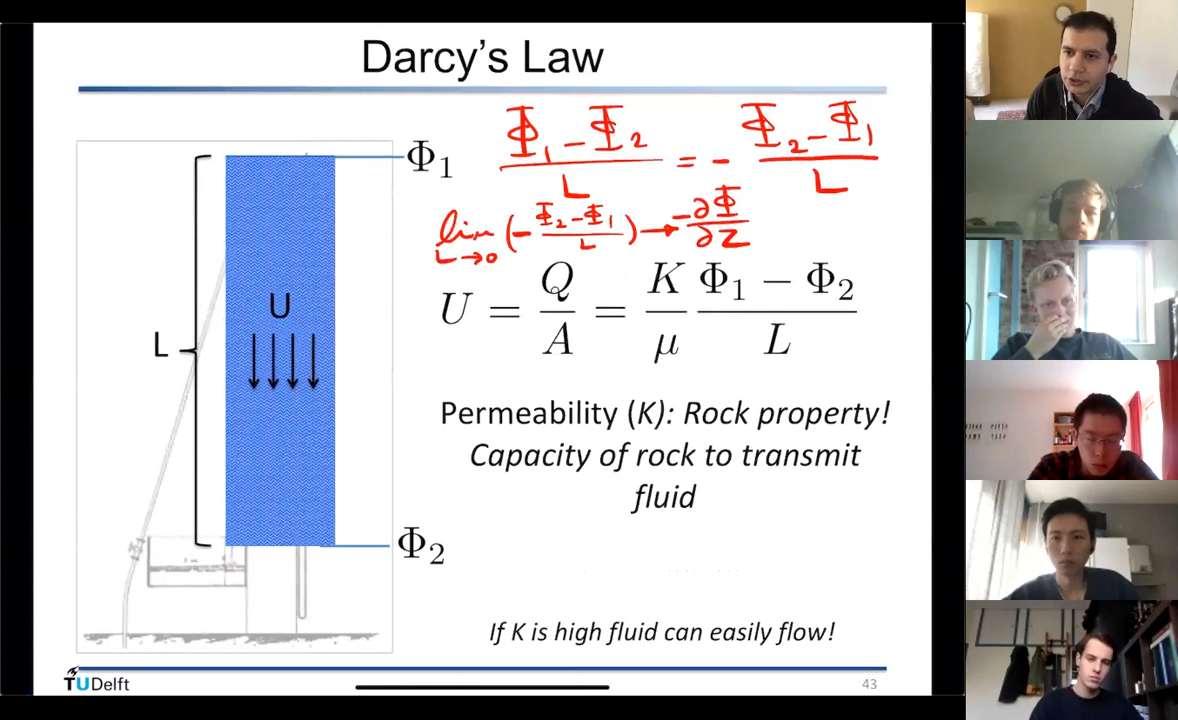 Darcy's Law
Φ1
Φ1 − Φ2 / L = − Φ2 − Φ1 / L
lim L→0 (− Φ2 − Φ1 / L) → − ∂Φ / ∂Z
U = Q / A = K / μ Φ1 − Φ2 / L
U
L
Permeability (K): Rock property!
Capacity of rock to transmit
fluid
Φ2
If K is high fluid can easily flow!
TUDelft
43